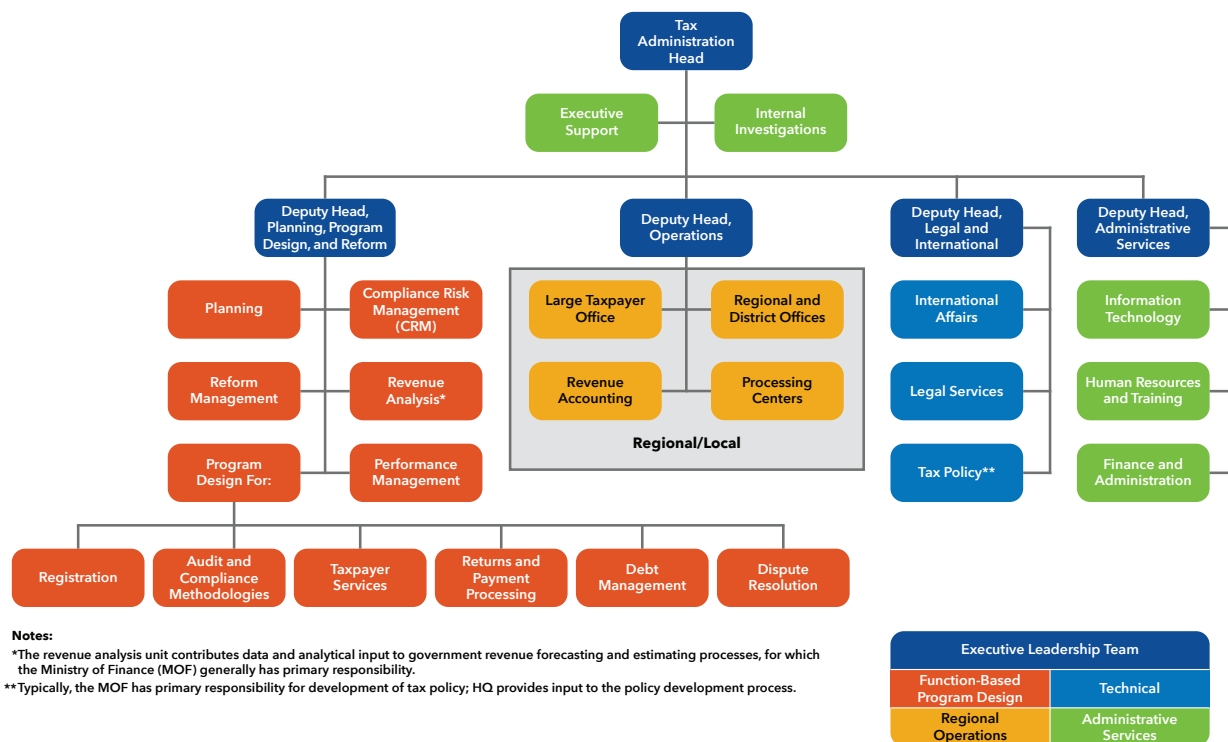 Tax
Administration
Head
Executive
Support
Internal
Investigations
Deputy Head,
Planning, Program
Design, and Reform
Deputy Head,
Operations
Deputy Head,
Legal and
International
Deputy Head,
Administrative
Services
Planning
Compliance Risk
Management
(CRM)
Large Taxpayer
Office
Regional and
District Offices
International
Affairs
Information
Technology
Reform
Management
Revenue
Analysis*
Revenue
Accounting
Processing
Centers
Legal Services
Human Resources
and Training
Regional/Local
Program
Design For:
Performance
Management
Tax Policy**
Finance and
Administration
Registration
Audit and
Compliance
Methodologies
Taxpayer
Services
Returns and
Payment
Processing
Debt
Management
Dispute
Resolution
Notes:
*The revenue analysis unit contributes data and analytical input to government revenue forecasting and estimating processes, for which
the Ministry of Finance (MOF) generally has primary responsibility.
**Typically, the MOF has primary responsibility for development of tax policy; HQ provides input to the policy development process.
Executive Leadership Team
Function-Based
Program Design
Technical
Regional
Operations
Administrative
Services